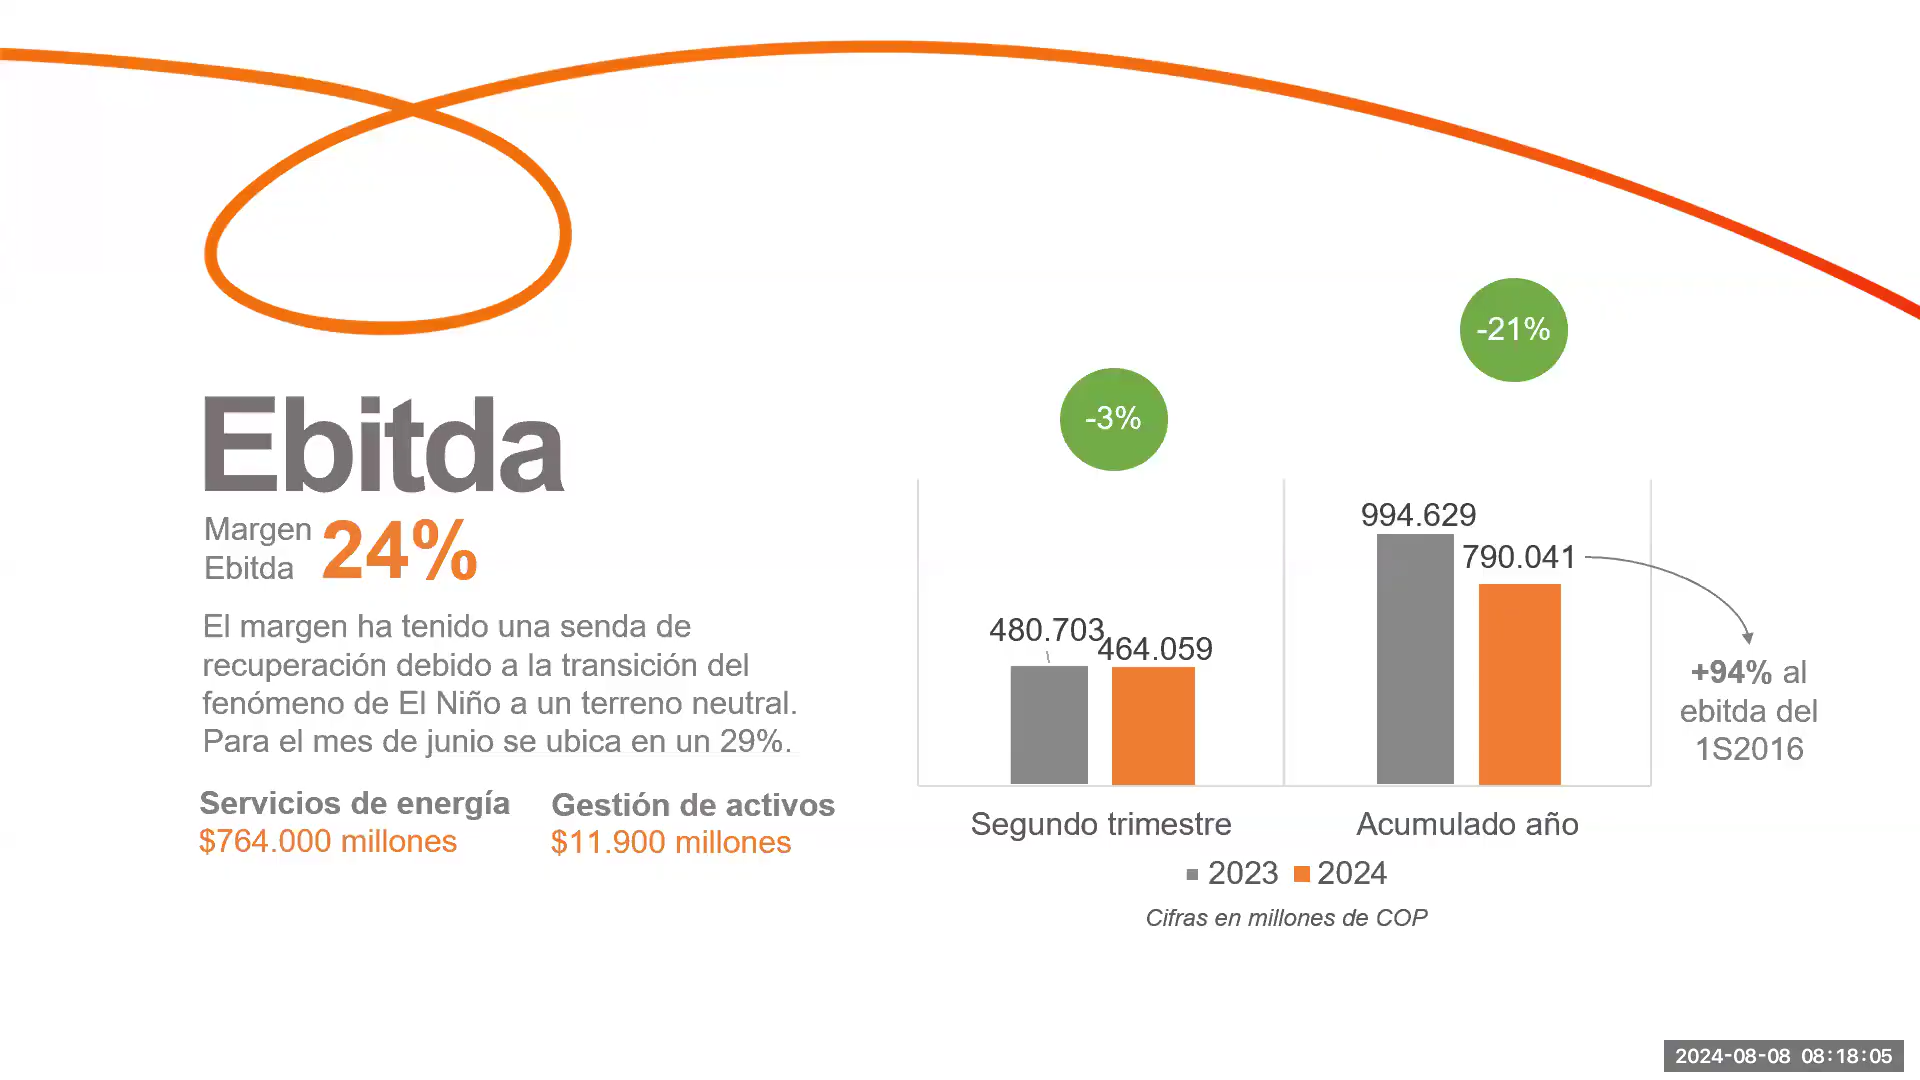 Ebitda
Margen
Ebitda
24%
El margen ha tenido una senda de
recuperación debido a la transición del
fenómeno de El Niño a un terreno neutral.
Para el mes de junio se ubica en un 29%.
Servicios de energía
$764.000 millones
Gestión de activos
$11.900 millones
-3%
-21%
480.703
464.059
994.629
790.041
+94% al
ebitda del
1S2016
Segundo trimestre
Acumulado año
2023
2024
Cifras en millones de COP
2024-08-08 08:18:05